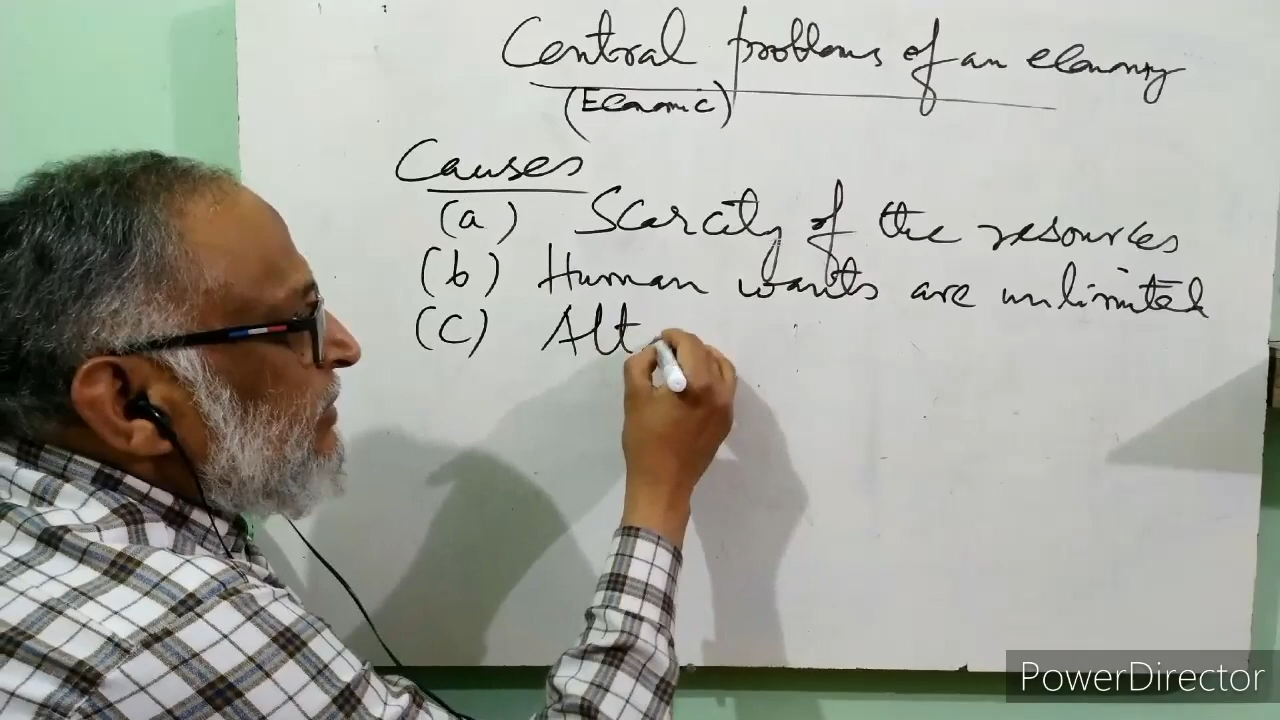 Central problems of an economy
(Economic)
Causes
(a) Scarcity of the resources
(b) Human wants are unlimited
(c) Alt
PowerDirector